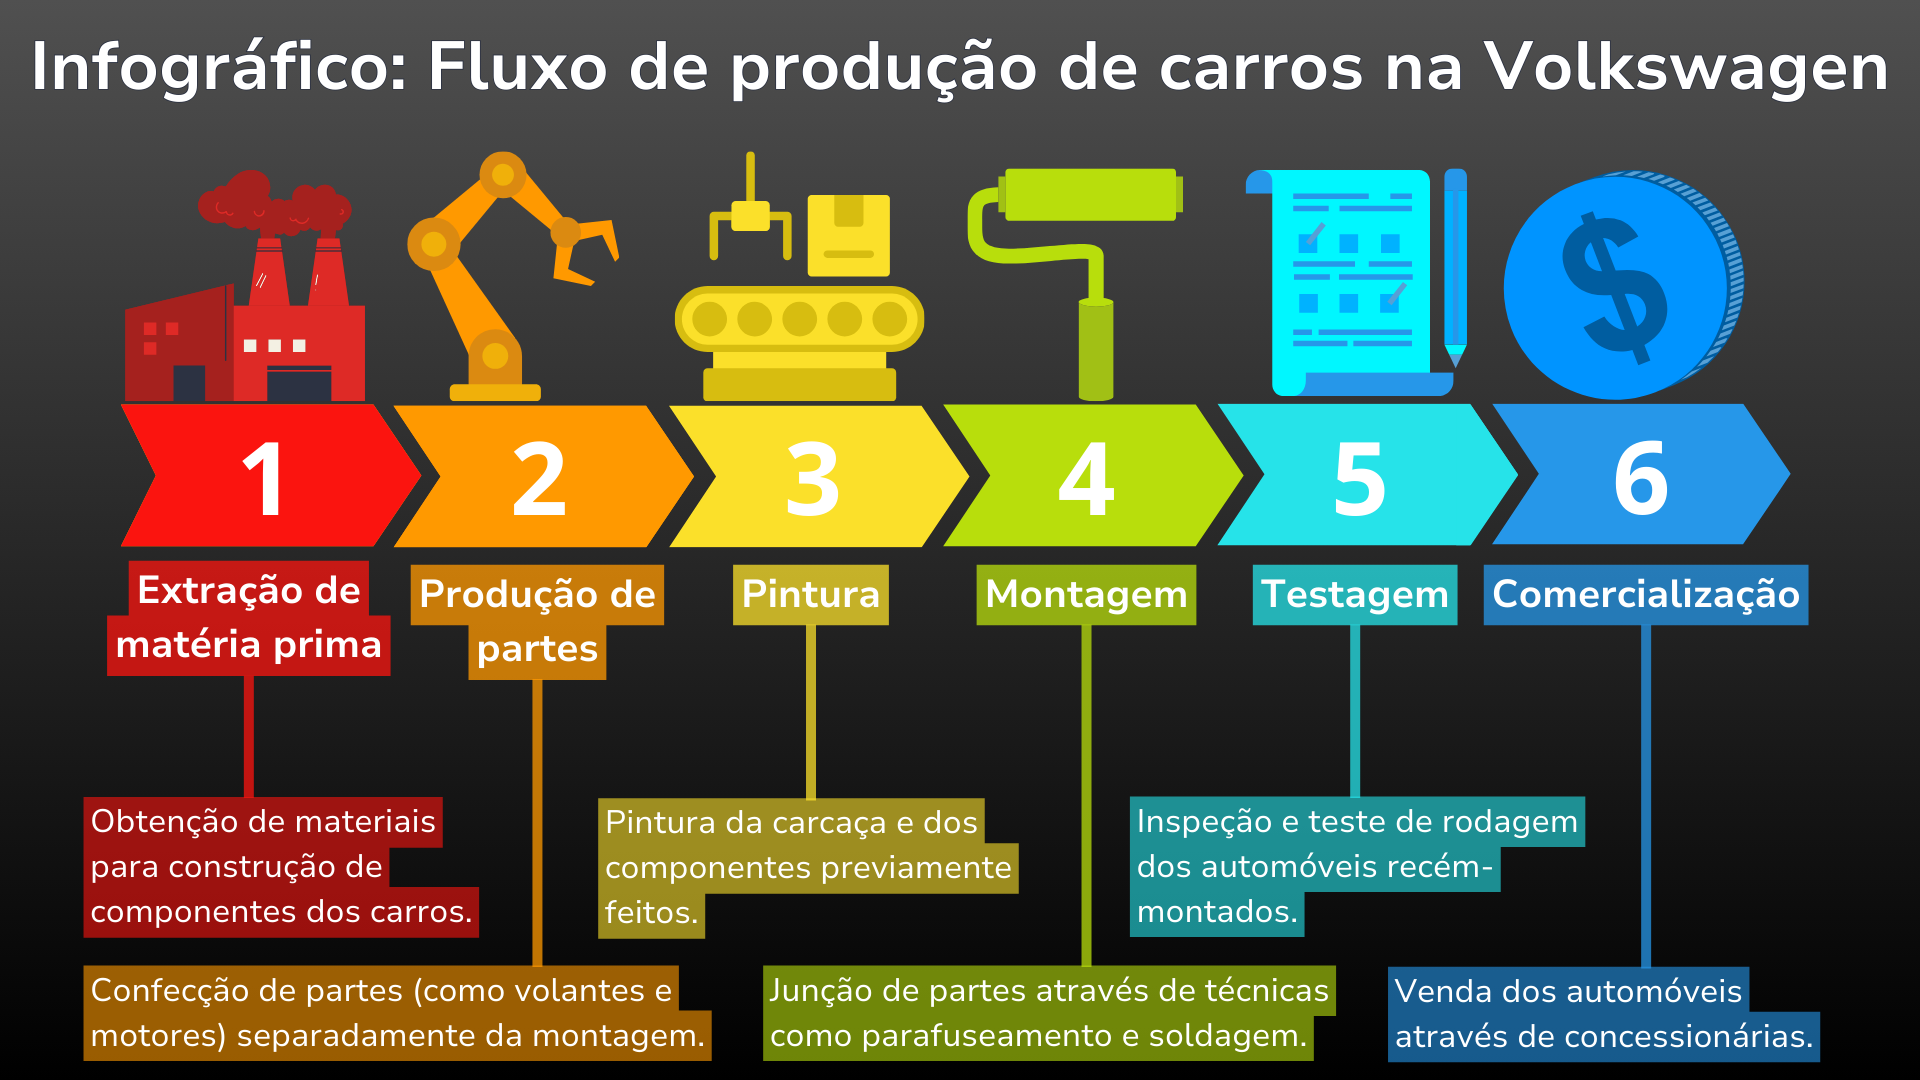 Infográfico: Fluxo de produção de carros na Volkswagen
1
2
3
4
5
6
Extração de
matéria prima
Produção de
partes
Pintura
Montagem
Testagem
Comercialização
Obtenção de materiais
para construção de
componentes dos carros.
Confecção de partes (como volantes e
motores) separadamente da montagem.
Pintura da carcaça e dos
componentes previamente
feitos.
Junção de partes através de técnicas
como parafuseamento e soldagem.
Inspeção e teste de rodagem
dos automóveis recém-
montados.
Venda dos automóveis
através de concessionárias.